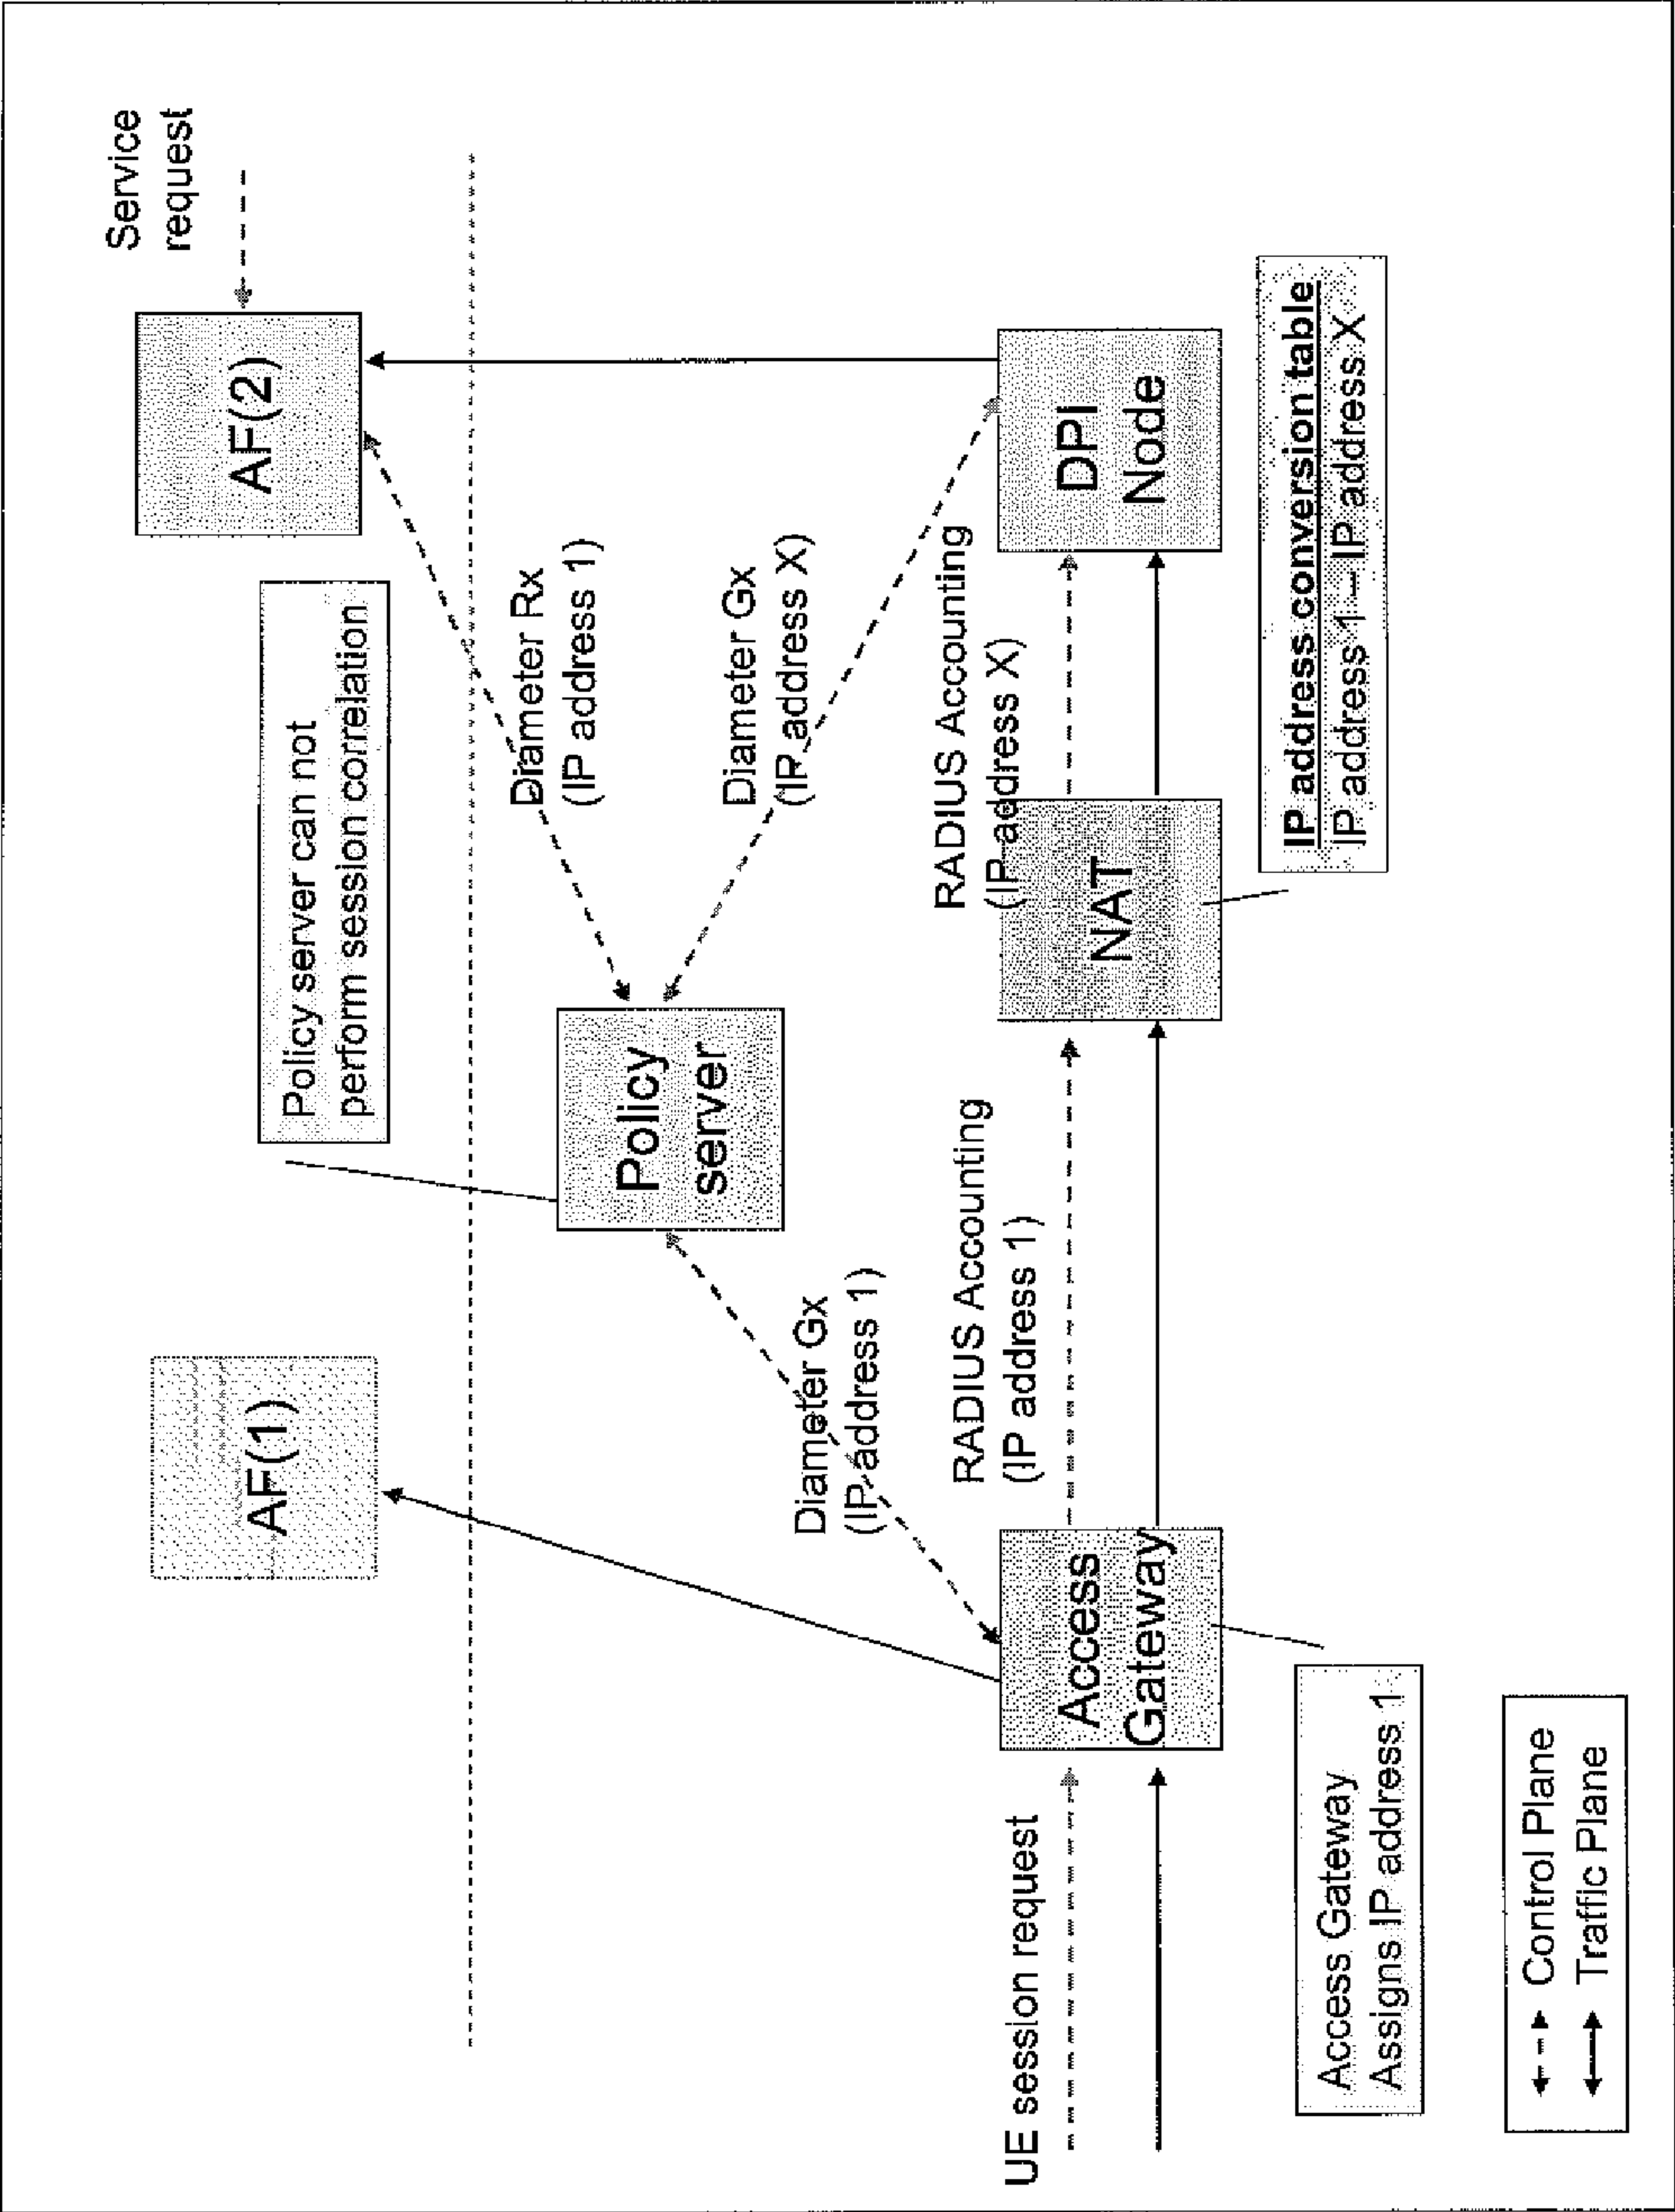 Service
request
AF(1)
AF(2)
Policy server can not
perform session correlation
Policy
server
Diameter Rx
(IP address 1)
Diameter Gx
(IP address X)
Diameter Gx
(IP address 1)
RADIUS Accounting
(IP address 1)
RADIUS Accounting
(IP address X)
UE session request
Access
Gateway
NAT
DPI
Node
Access Gateway
Assigns IP address 1
IP address conversion table
IP address 1 – IP address X
Control Plane
Traffic Plane